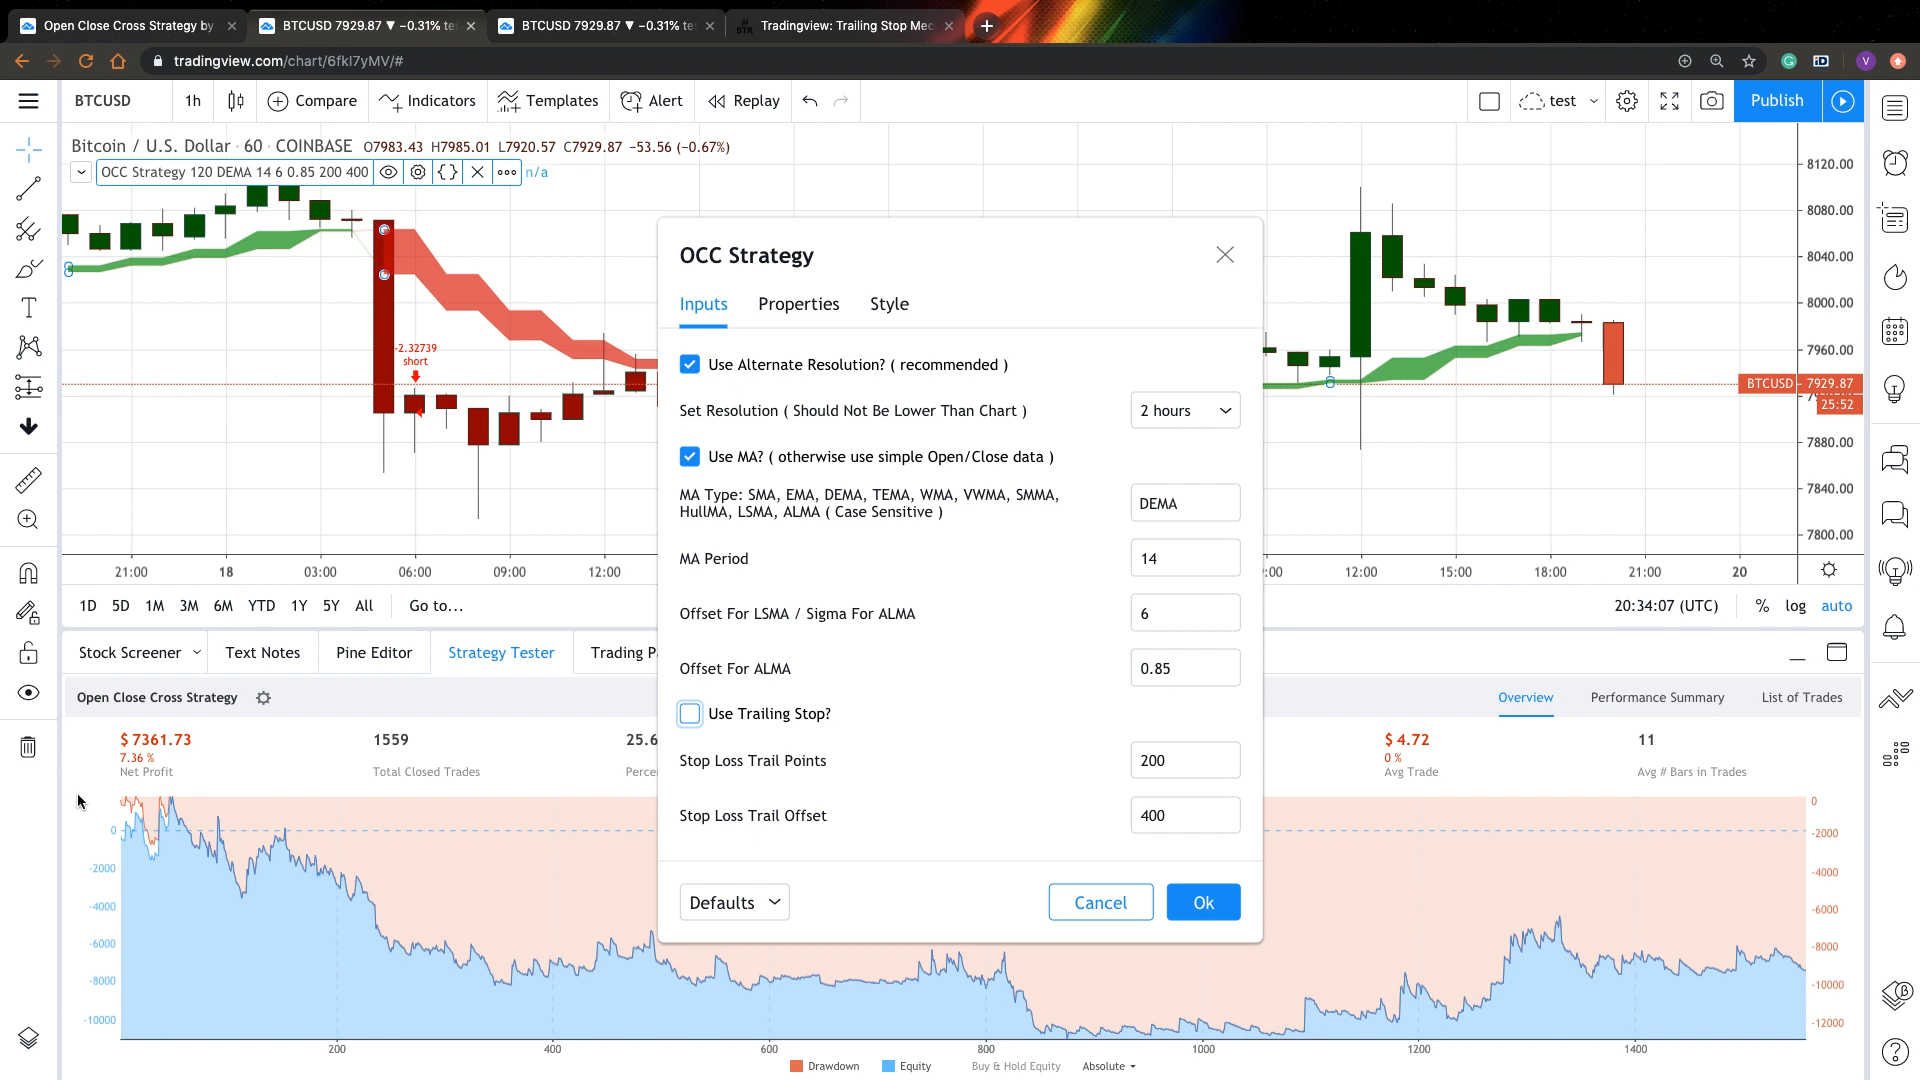 Open Close Cross Strategy by
BTCUSD 7929.87 ▼ −0.31% te
BTCUSD 7929.87 ▼ −0.31% te
BTR
Tradingview: Trailing Stop Mec
tradingview.com/chart/6fkI7yMV/#
V
BTCUSD
1h
Compare
Indicators
Templates
Alert
Replay
test
Publish
Bitcoin / U.S. Dollar · 60 · COINBASE O7983.43 H7985.01 L7920.57 C7929.87 −53.56 (−0.67%)
OCC Strategy 120 DEMA 14 6 0.85 200 400
n/a
-2.32739
short
8120.00
8080.00
8040.00
8000.00
7960.00
BTCUSD 7929.87
25:52
7880.00
7840.00
7800.00
21:00 18 03:00 06:00 09:00 12:00
:00 12:00 15:00 18:00 21:00 20
1D 5D 1M 3M 6M YTD 1Y 5Y All Go to...
20:34:07 (UTC) % log auto
Stock Screener
Text Notes
Pine Editor
Strategy Tester
Trading P
Open Close Cross Strategy
Overview
Performance Summary
List of Trades
$ 7361.73
7.36 %
Net Profit
1559
Total Closed Trades
25.6
Perce
$ 4.72
0 %
Avg Trade
11
Avg # Bars in Trades
0
-2000
-4000
-6000
-8000
-10000
0
-2000
-4000
-6000
-8000
-10000
-12000
200 400 600 800 1000 1200 1400
Drawdown Equity Buy & Hold Equity Absolute
OCC Strategy
Inputs Properties Style
Use Alternate Resolution? ( recommended )
Set Resolution ( Should Not Be Lower Than Chart ) 2 hours
Use MA? ( otherwise use simple Open/Close data )
MA Type: SMA, EMA, DEMA, TEMA, WMA, VWMA, SMMA,
HullMA, LSMA, ALMA ( Case Sensitive )
DEMA
MA Period 14
Offset For LSMA / Sigma For ALMA 6
Offset For ALMA 0.85
Use Trailing Stop?
Stop Loss Trail Points 200
Stop Loss Trail Offset 400
Defaults Cancel Ok